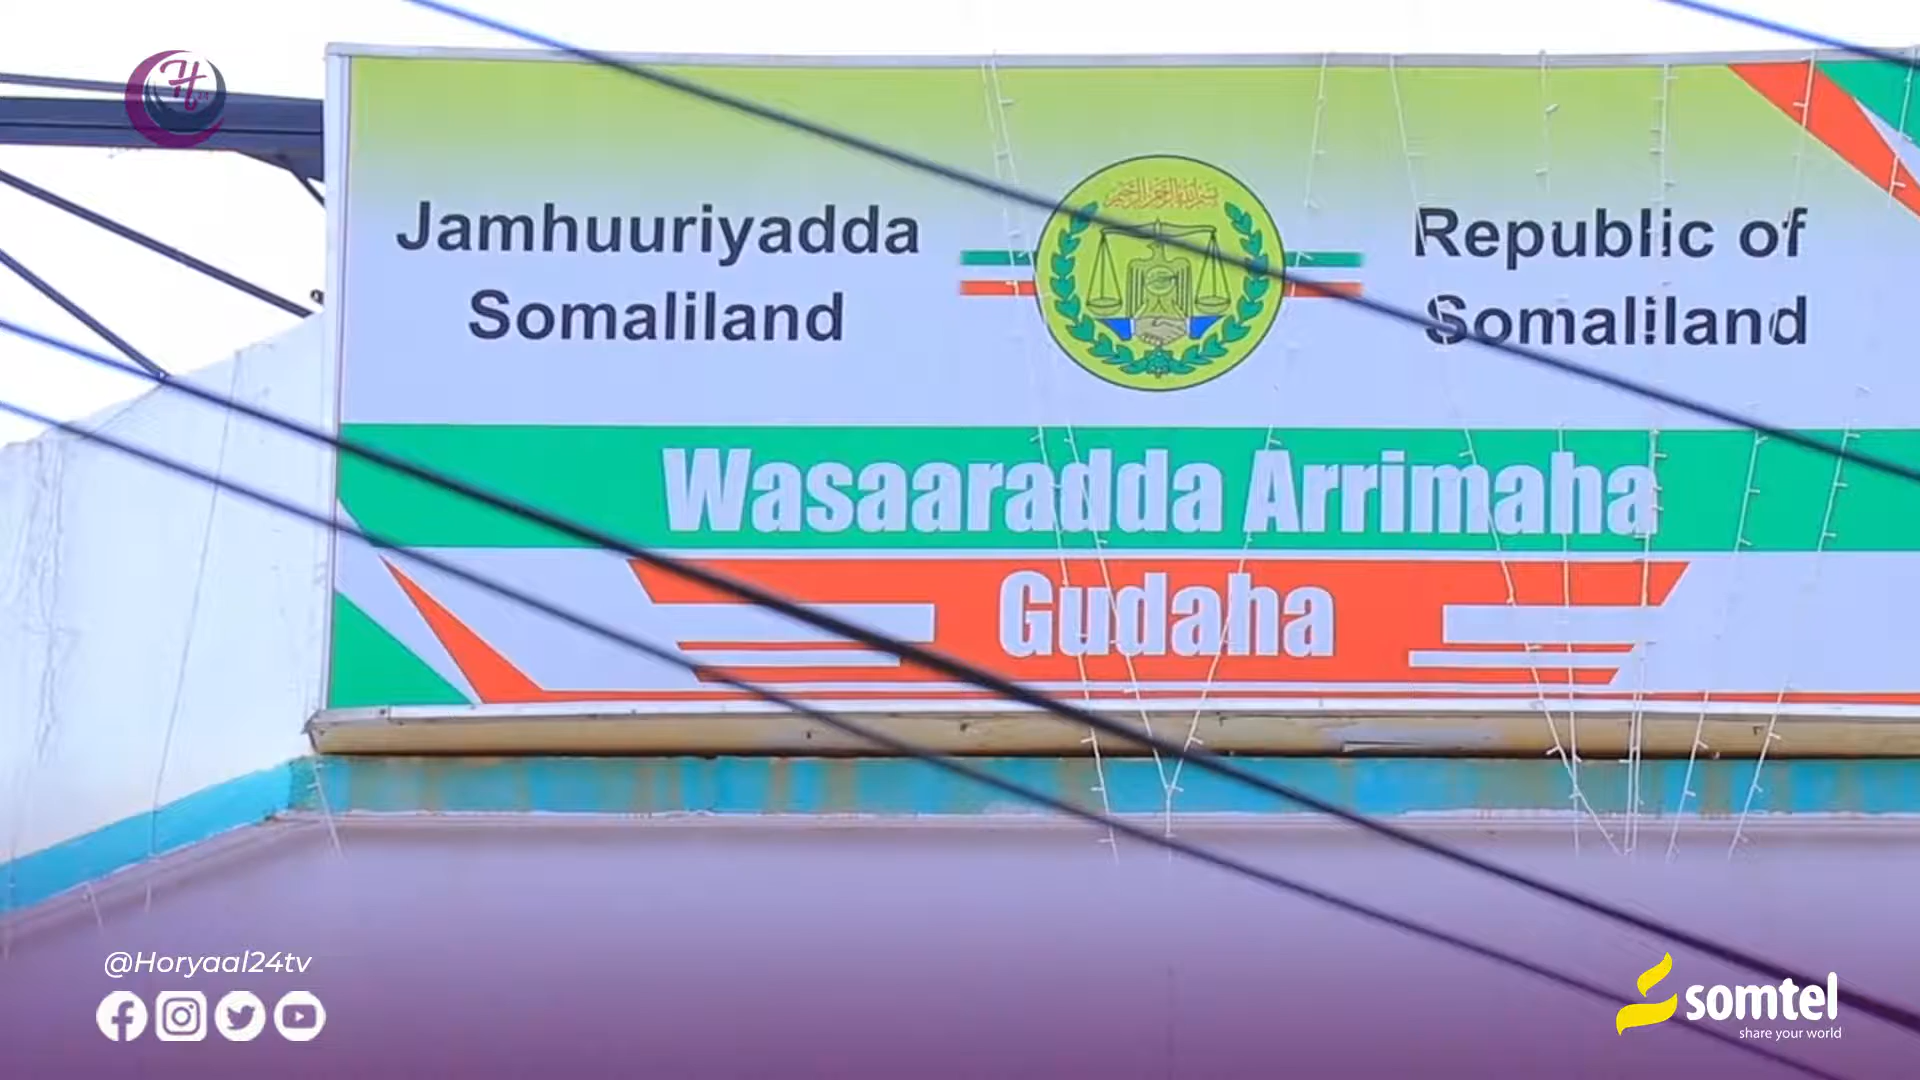 Jamhuuriyadda
Somaliland
Republic of
Somaliland
Wasaaradda Arrimaha
Gudaha
@Horyaal24tv
somtel
share your world